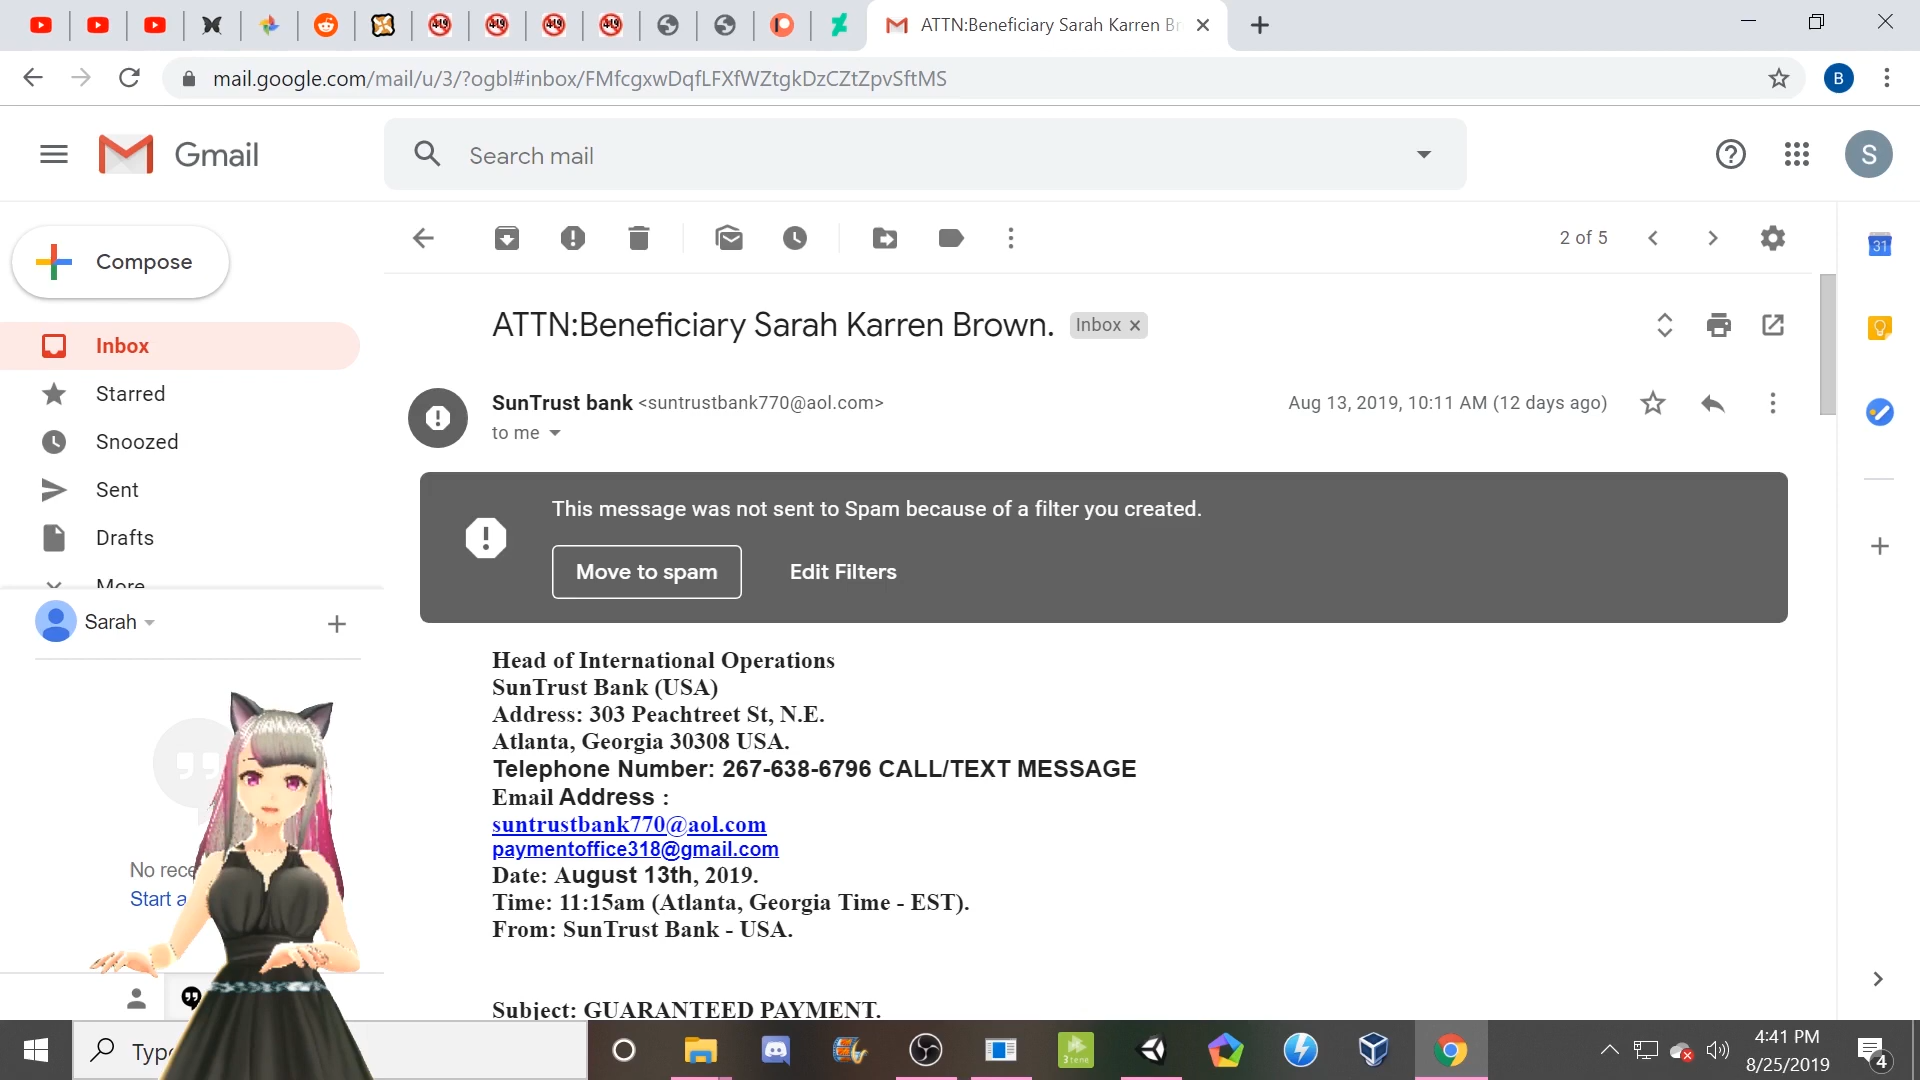 ATTN:Beneficiary Sarah Karren Br
mail.google.com/mail/u/3/?ogbl#inbox/FMfcgxwDqfLFXfWZtgkDzCZtZpvSftMS
B
Gmail
Search mail
S
Compose
2 of 5
31
Inbox
Starred
Snoozed
Sent
Drafts
More
Sarah
No rece
Start a
ATTN:Beneficiary Sarah Karren Brown.
Inbox x
SunTrust bank <suntrustbank770@aol.com>
Aug 13, 2019, 10:11 AM (12 days ago)
to me
This message was not sent to Spam because of a filter you created.
Move to spam
Edit Filters
Head of International Operations
SunTrust Bank (USA)
Address: 303 Peachtreet St, N.E.
Atlanta, Georgia 30308 USA.
Telephone Number: 267-638-6796 CALL/TEXT MESSAGE
Email Address :
suntrustbank770@aol.com
paymentoffice318@gmail.com
Date: August 13th, 2019.
Time: 11:15am (Atlanta, Georgia Time - EST).
From: SunTrust Bank - USA.
Subject: GUARANTEED PAYMENT.
Type
3tene
4:41 PM
8/25/2019
4